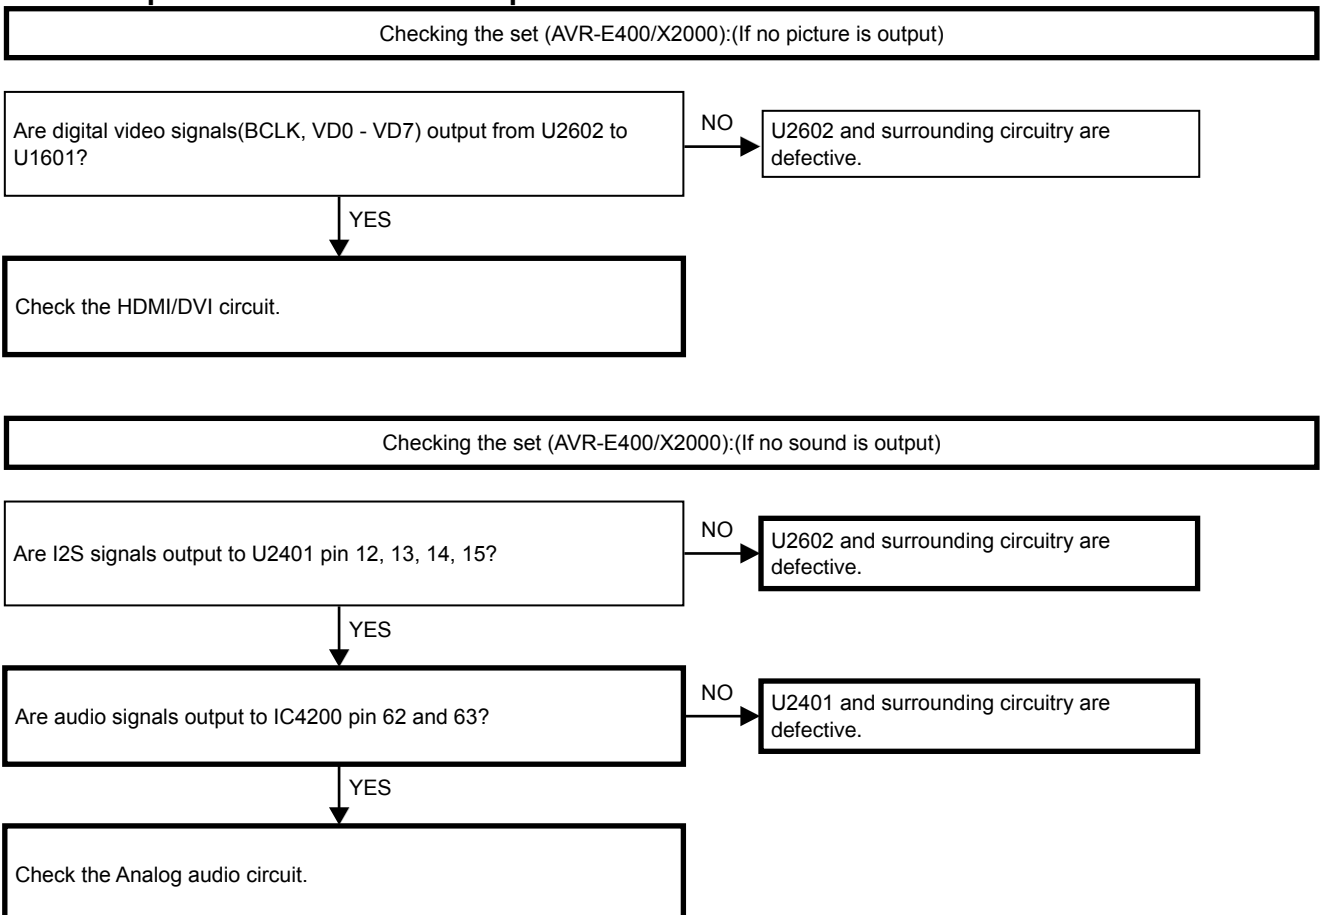 Checking the set (AVR-E400/X2000):(If no picture is output)
Are digital video signals(BCLK, VD0 - VD7) output from U2602 to
U1601?
NO
U2602 and surrounding circuitry are
defective.
YES
Check the HDMI/DVI circuit.
Checking the set (AVR-E400/X2000):(If no sound is output)
Are I2S signals output to U2401 pin 12, 13, 14, 15?
NO
U2602 and surrounding circuitry are
defective.
YES
Are audio signals output to IC4200 pin 62 and 63?
NO
U2401 and surrounding circuitry are
defective.
YES
Check the Analog audio circuit.